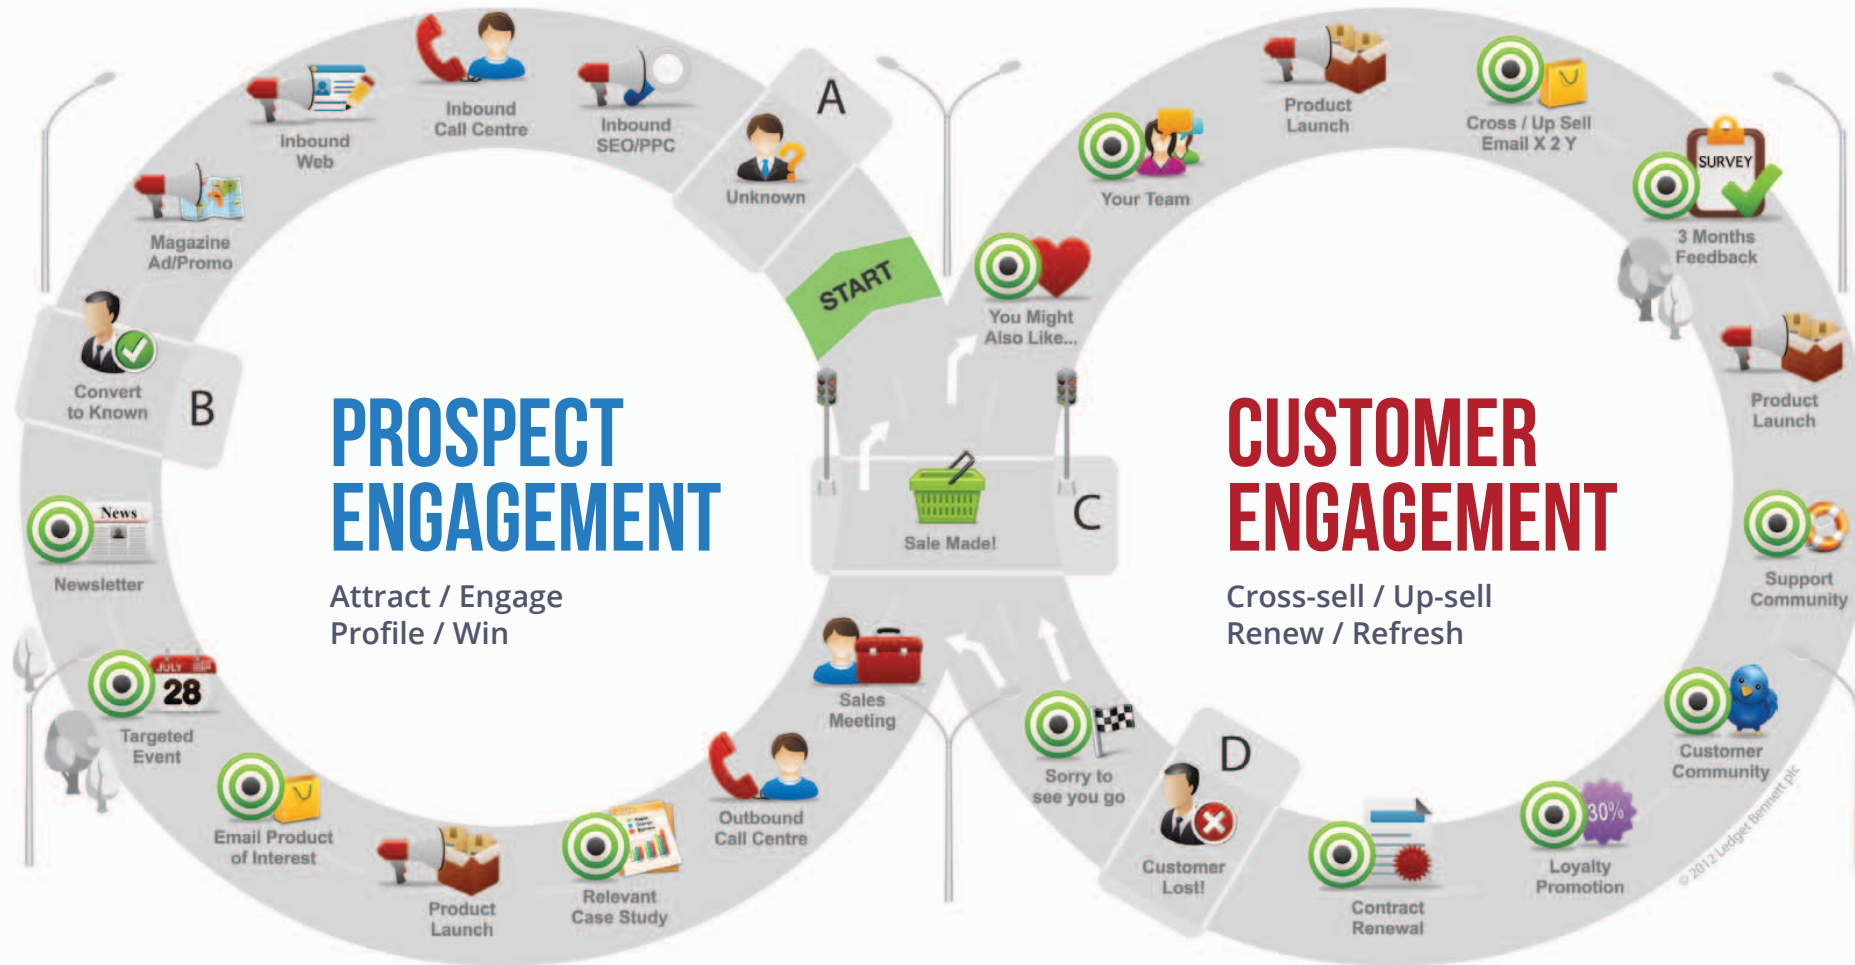 START
A
Unknown
Inbound
SEO/PPC
Inbound
Call Centre
Inbound
Web
Magazine
Ad/Promo
Convert
to Known
B
News
Newsletter
JULY
28
Targeted
Event
Email Product
of Interest
Product
Launch
Relevant
Case Study
Outbound
Call Centre
Sales
Meeting
PROSPECT
ENGAGEMENT
Attract / Engage
Profile / Win
Sale Made!
C
You Might
Also Like...
Your Team
Product
Launch
Cross / Up Sell
Email X 2 Y
SURVEY
3 Months
Feedback
Product
Launch
Support
Community
Customer
Community
30%
Loyalty
Promotion
Contract
Renewal
D
Customer
Lost!
Sorry to
see you go
CUSTOMER
ENGAGEMENT
Cross-sell / Up-sell
Renew / Refresh
© 2012 Ledget Bennett plc